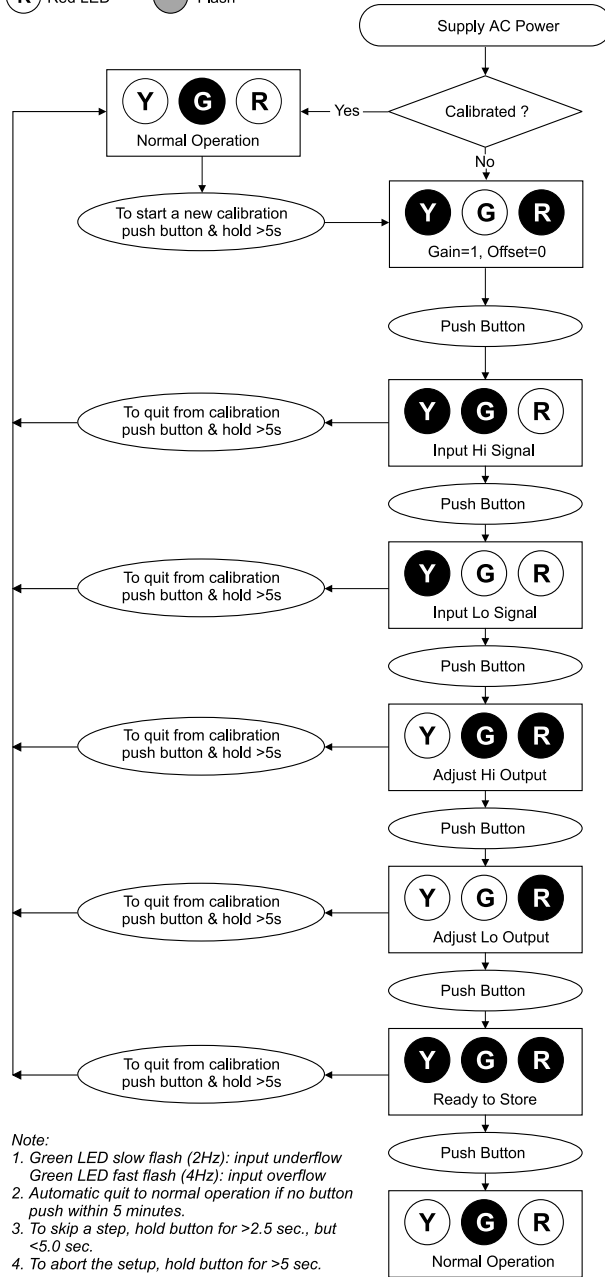 R Red LED Flash
Supply AC Power
Y G R
Normal Operation
Yes
Calibrated ?
No
To start a new calibration
push button & hold >5s
Y G R
Gain=1, Offset=0
Push Button
To quit from calibration
push button & hold >5s
Y G R
Input Hi Signal
Push Button
To quit from calibration
push button & hold >5s
Y G R
Input Lo Signal
Push Button
To quit from calibration
push button & hold >5s
Y G R
Adjust Hi Output
Push Button
To quit from calibration
push button & hold >5s
Y G R
Adjust Lo Output
Push Button
To quit from calibration
push button & hold >5s
Y G R
Ready to Store
Push Button
Y G R
Normal Operation
Note:
1. Green LED slow flash (2Hz): input underflow
Green LED fast flash (4Hz): input overflow
2. Automatic quit to normal operation if no button
push within 5 minutes.
3. To skip a step, hold button for >2.5 sec., but
<5.0 sec.
4. To abort the setup, hold button for >5 sec.